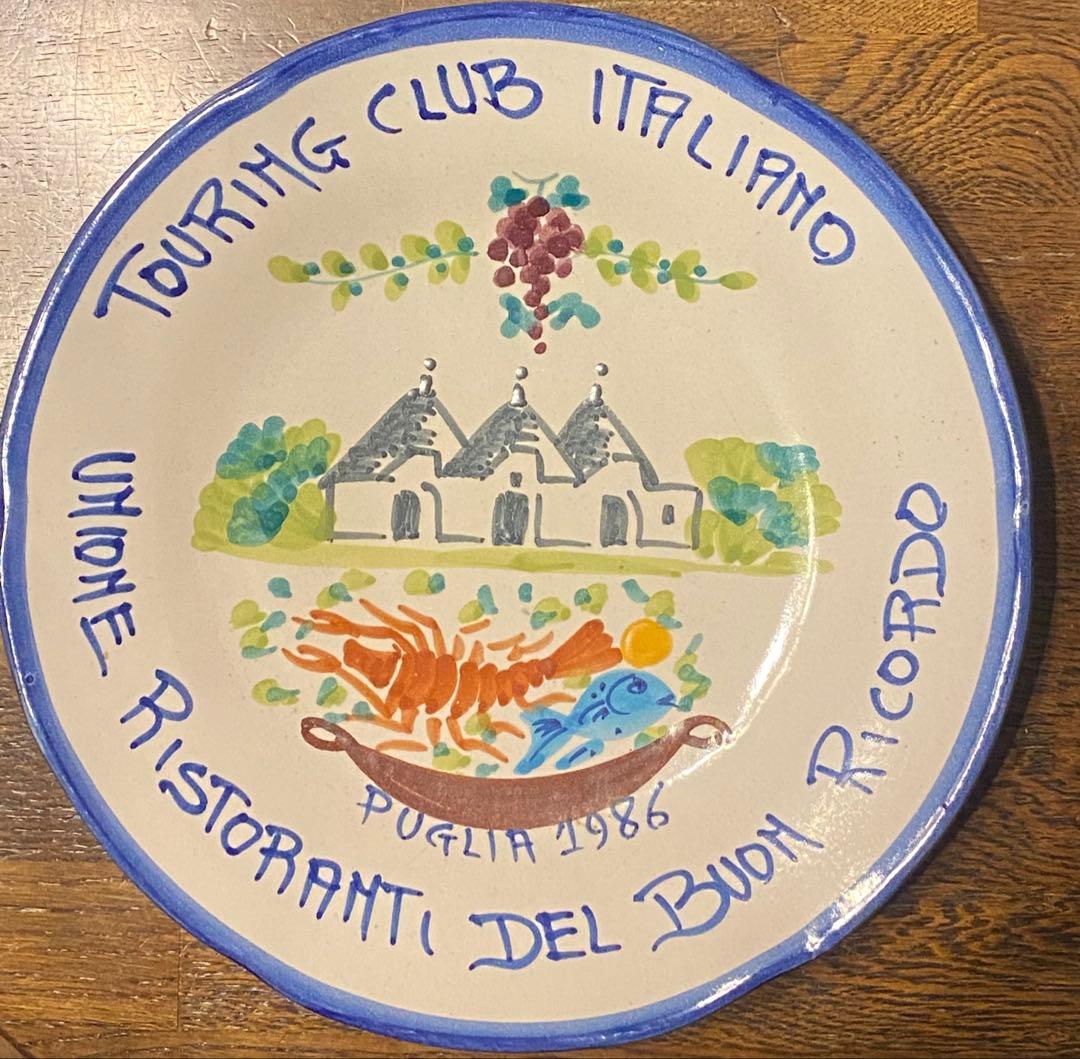 TOURING CLUB ITALIANO
UNIONE RISTORANTI DEL BUON RICORDO
PUGLIA 1986